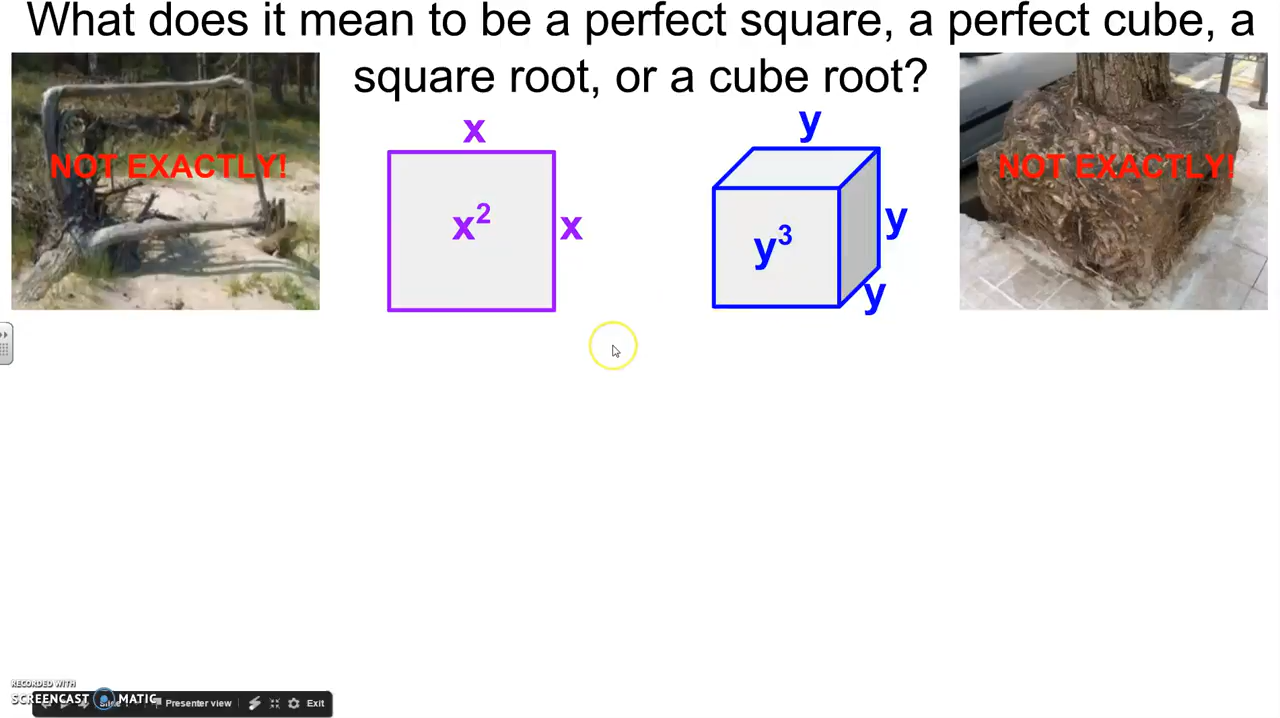 What does it mean to be a perfect square, a perfect cube, a
square root, or a cube root?
NOT EXACTLY!
x
x²
x
y
y³
y
y
NOT EXACTLY!
RECORDED WITH
SCREENCAST MATIC
Presenter view
Exit